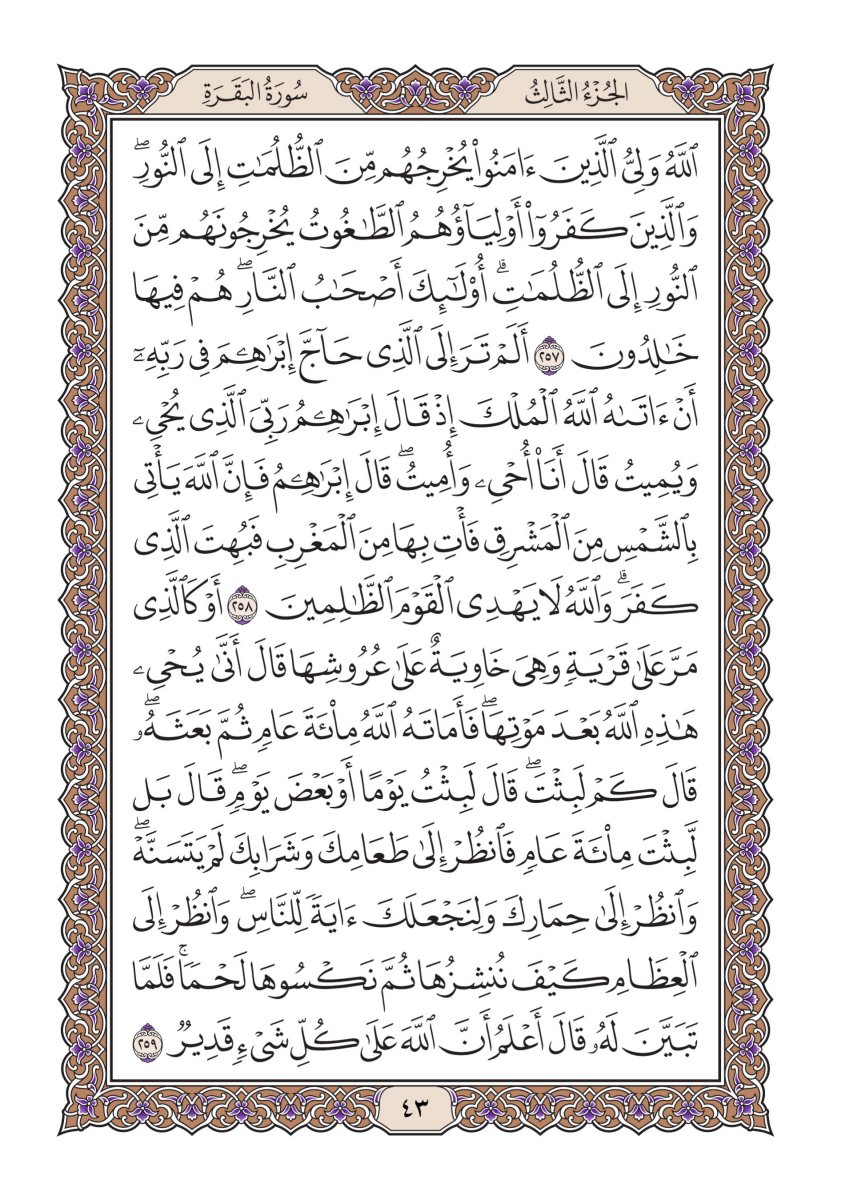 الجُزْءُ الثَّالِثُ
سُورَةُ البَقَرَةِ
ٱللَّهُ وَلِيُّ ٱلَّذِينَ ءَامَنُوا۟ يُخْرِجُهُم مِّنَ ٱلظُّلُمَٰتِ إِلَى ٱلنُّورِۖ
وَٱلَّذِينَ كَفَرُوٓا۟ أَوْلِيَآؤُهُمُ ٱلطَّٰغُوتُ يُخْرِجُونَهُم مِّنَ
ٱلنُّورِ إِلَى ٱلظُّلُمَٰتِۗ أُو۟لَٰٓئِكَ أَصْحَٰبُ ٱلنَّارِۖ هُمْ فِيهَا
خَٰلِدُونَ ٢٥٧ أَلَمْ تَرَ إِلَى ٱلَّذِى حَآجَّ إِبْرَٰهِۦمَ فِى رَبِّهِۦٓ
أَنْ ءَاتَىٰهُ ٱللَّهُ ٱلْمُلْكَ إِذْ قَالَ إِبْرَٰهِۦمُ رَبِّىَ ٱلَّذِى يُحْىِۦ
وَيُمِيتُ قَالَ أَنَا۠ أُحْىِۦ وَأُمِيتُۖ قَالَ إِبْرَٰهِۦمُ فَإِنَّ ٱللَّهَ يَأْتِى
بِٱلشَّمْسِ مِنَ ٱلْمَشْرِقِ فَأْتِ بِهَا مِنَ ٱلْمَغْرِبِ فَبُهِتَ ٱلَّذِى
كَفَرَۗ وَٱللَّهُ لَا يَهْدِى ٱلْقَوْمَ ٱلظَّٰلِمِينَ ٢٥٨ أَوْ كَٱلَّذِى
مَرَّ عَلَىٰ قَرْيَةٍ وَهِىَ خَاوِيَةٌ عَلَىٰ عُرُوشِهَا قَالَ أَنَّىٰ يُحْىِۦ
هَٰذِهِ ٱللَّهُ بَعْدَ مَوْتِهَاۖ فَأَمَاتَهُ ٱللَّهُ مِا۟ئَةَ عَامٍ ثُمَّ بَعَثَهُۥۖ
قَالَ كَمْ لَبِثْتَۖ قَالَ لَبِثْتُ يَوْمًا أَوْ بَعْضَ يَوْمٍۖ قَالَ بَل
لَّبِثْتَ مِا۟ئَةَ عَامٍ فَٱنظُرْ إِلَىٰ طَعَامِكَ وَشَرَابِكَ لَمْ يَتَسَنَّهْۖ
وَٱنظُرْ إِلَىٰ حِمَارِكَ وَلِنَجْعَلَكَ ءَايَةً لِّلنَّاسِۖ وَٱنظُرْ إِلَى
ٱلْعِظَامِ كَيْفَ نُنشِزُهَا ثُمَّ نَكْسُوهَا لَحْمًاۚ فَلَمَّا
تَبَيَّنَ لَهُۥ قَالَ أَعْلَمُ أَنَّ ٱللَّهَ عَلَىٰ كُلِّ شَىْءٍ قَدِيرٌ ٢٥٩
٤٣